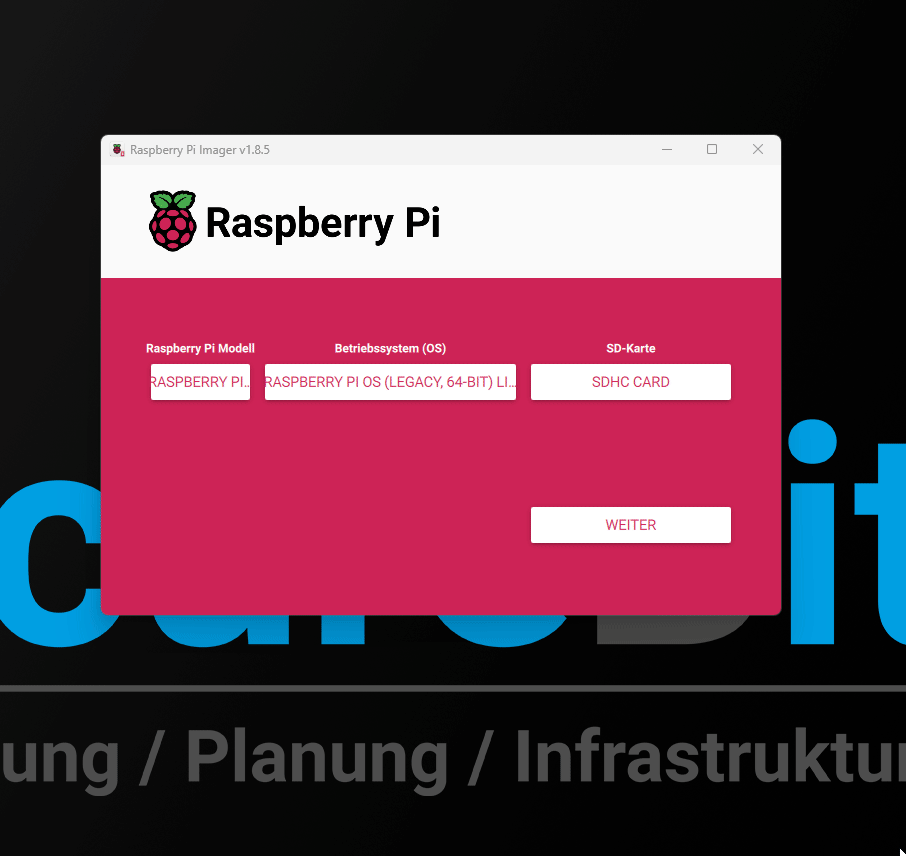 Raspberry Pi Imager v1.8.5
Raspberry Pi
Raspberry Pi Modell
Betriebssystem (OS)
SD-Karte
RASPBERRY PI…
RASPBERRY PI OS (LEGACY, 64-BIT) LI…
SDHC CARD
WEITER
it
ung / Planung / Infrastruktur